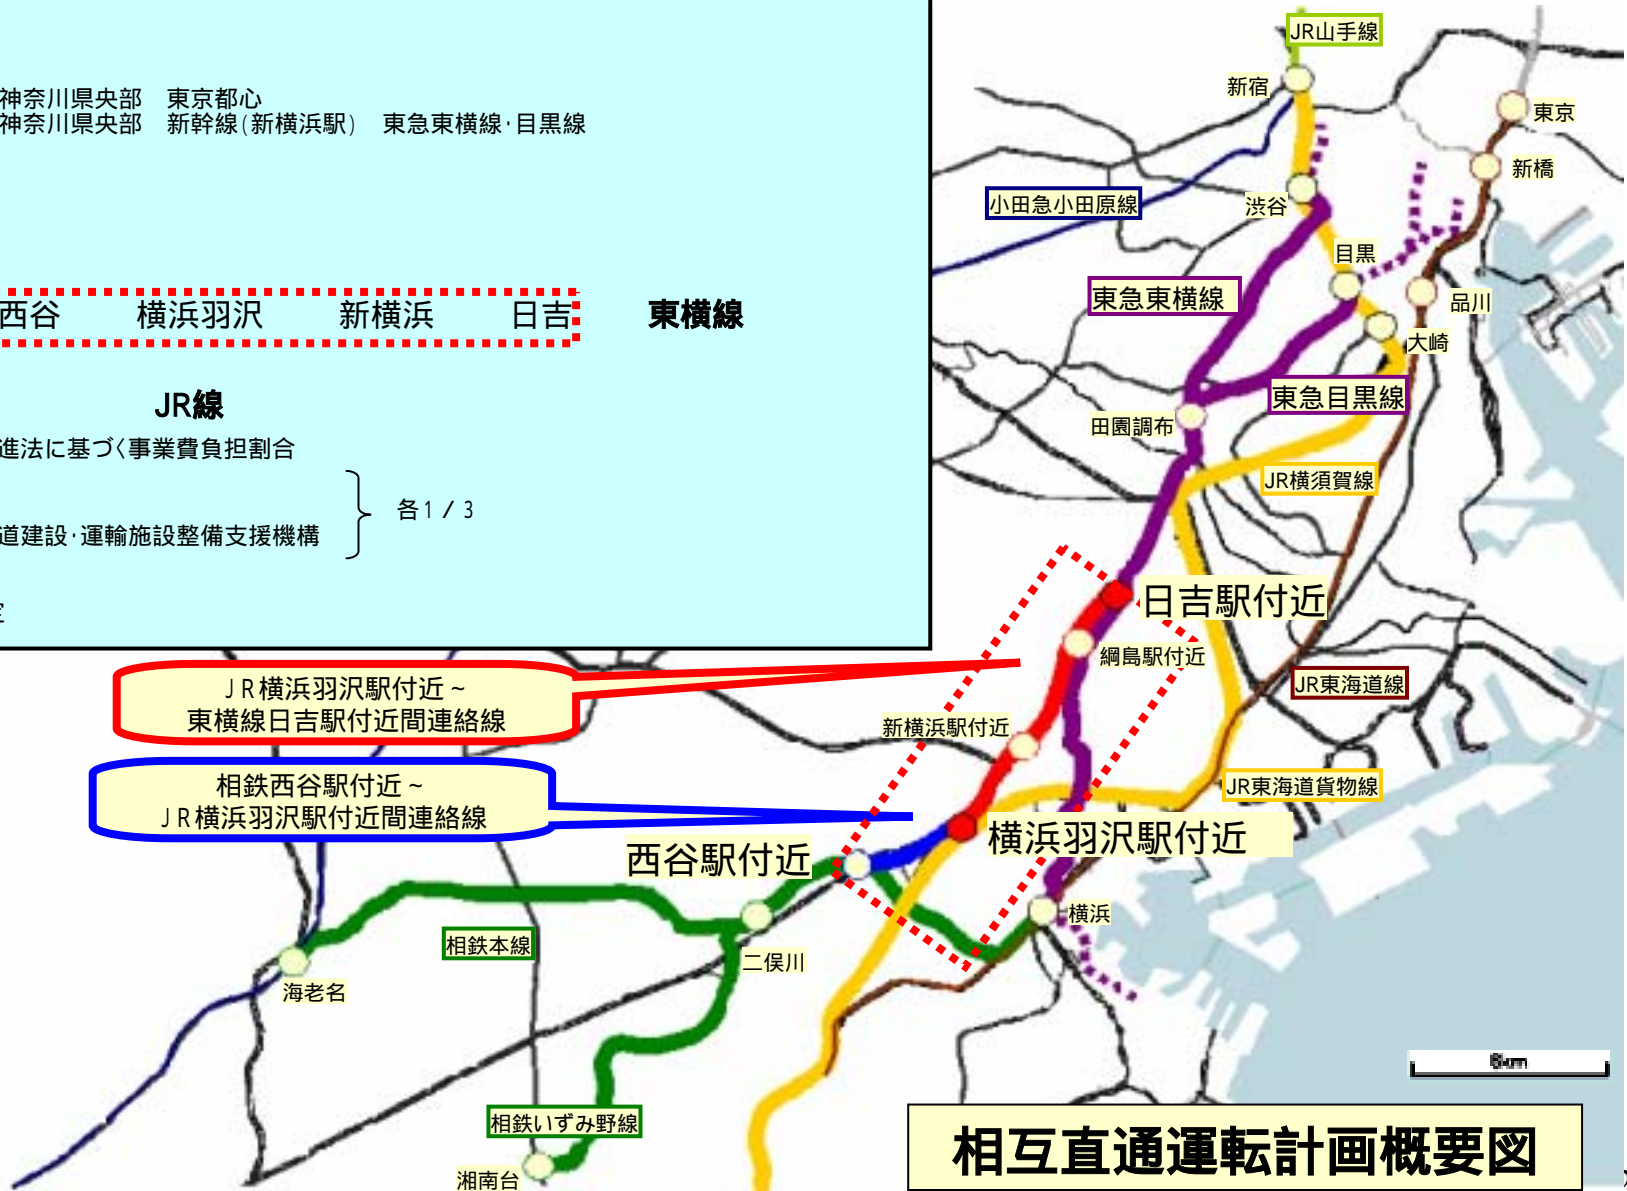 神奈川県央部　東京都心
神奈川県央部　新幹線(新横浜駅)　東急東横線・目黒線
西谷　横浜羽沢　新横浜　日吉　東横線
JR線
進法に基づく事業費負担割合
各1/3
道建設・運輸施設整備支援機構
JR山手線
新宿
東京
新橋
小田急小田原線
渋谷
目黒
東急東横線
品川
大崎
東急目黒線
田園調布
JR横須賀線
日吉駅付近
綱島駅付近
JR東海道線
JR横浜羽沢駅付近~
東横線日吉駅付近間連絡線
新横浜駅付近
相鉄西谷駅付近~
JR横浜羽沢駅付近間連絡線
JR東海道貨物線
横浜羽沢駅付近
西谷駅付近
横浜
相鉄本線
二俣川
海老名
相鉄いずみ野線
湘南台
相互直通運転計画概要図